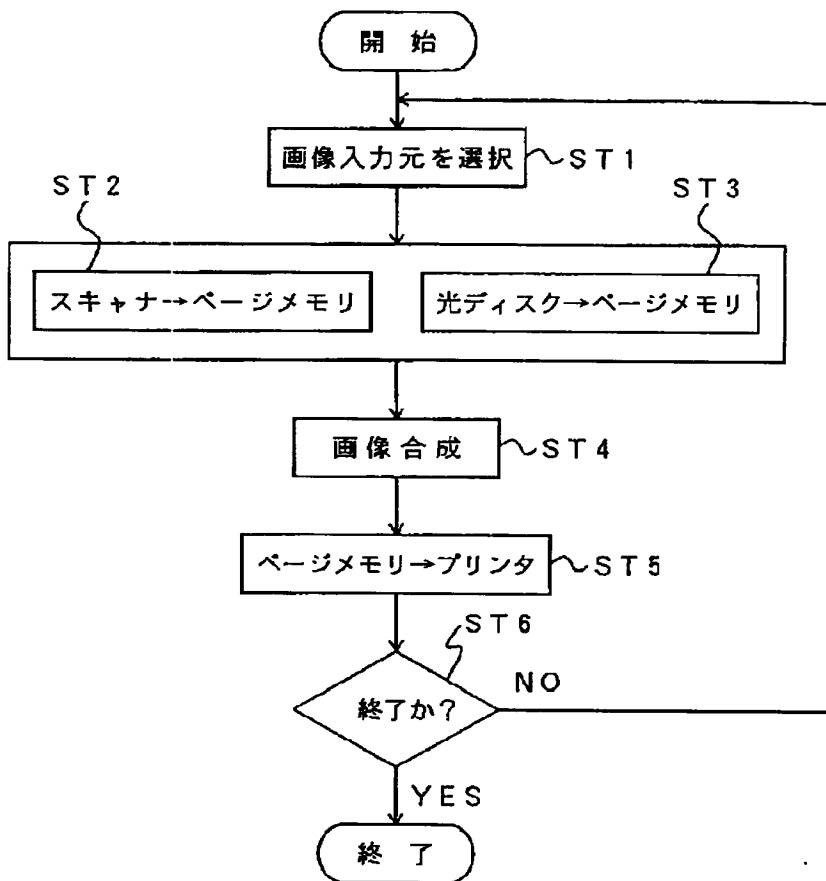 開 始
画像入力元を選択 ST1
ST2
ST3
スキャナ→ページメモリ
光ディスク→ページメモリ
画像合成 ST4
ページメモリ→プリンタ ST5
ST6
終了か?
NO
YES
終 了